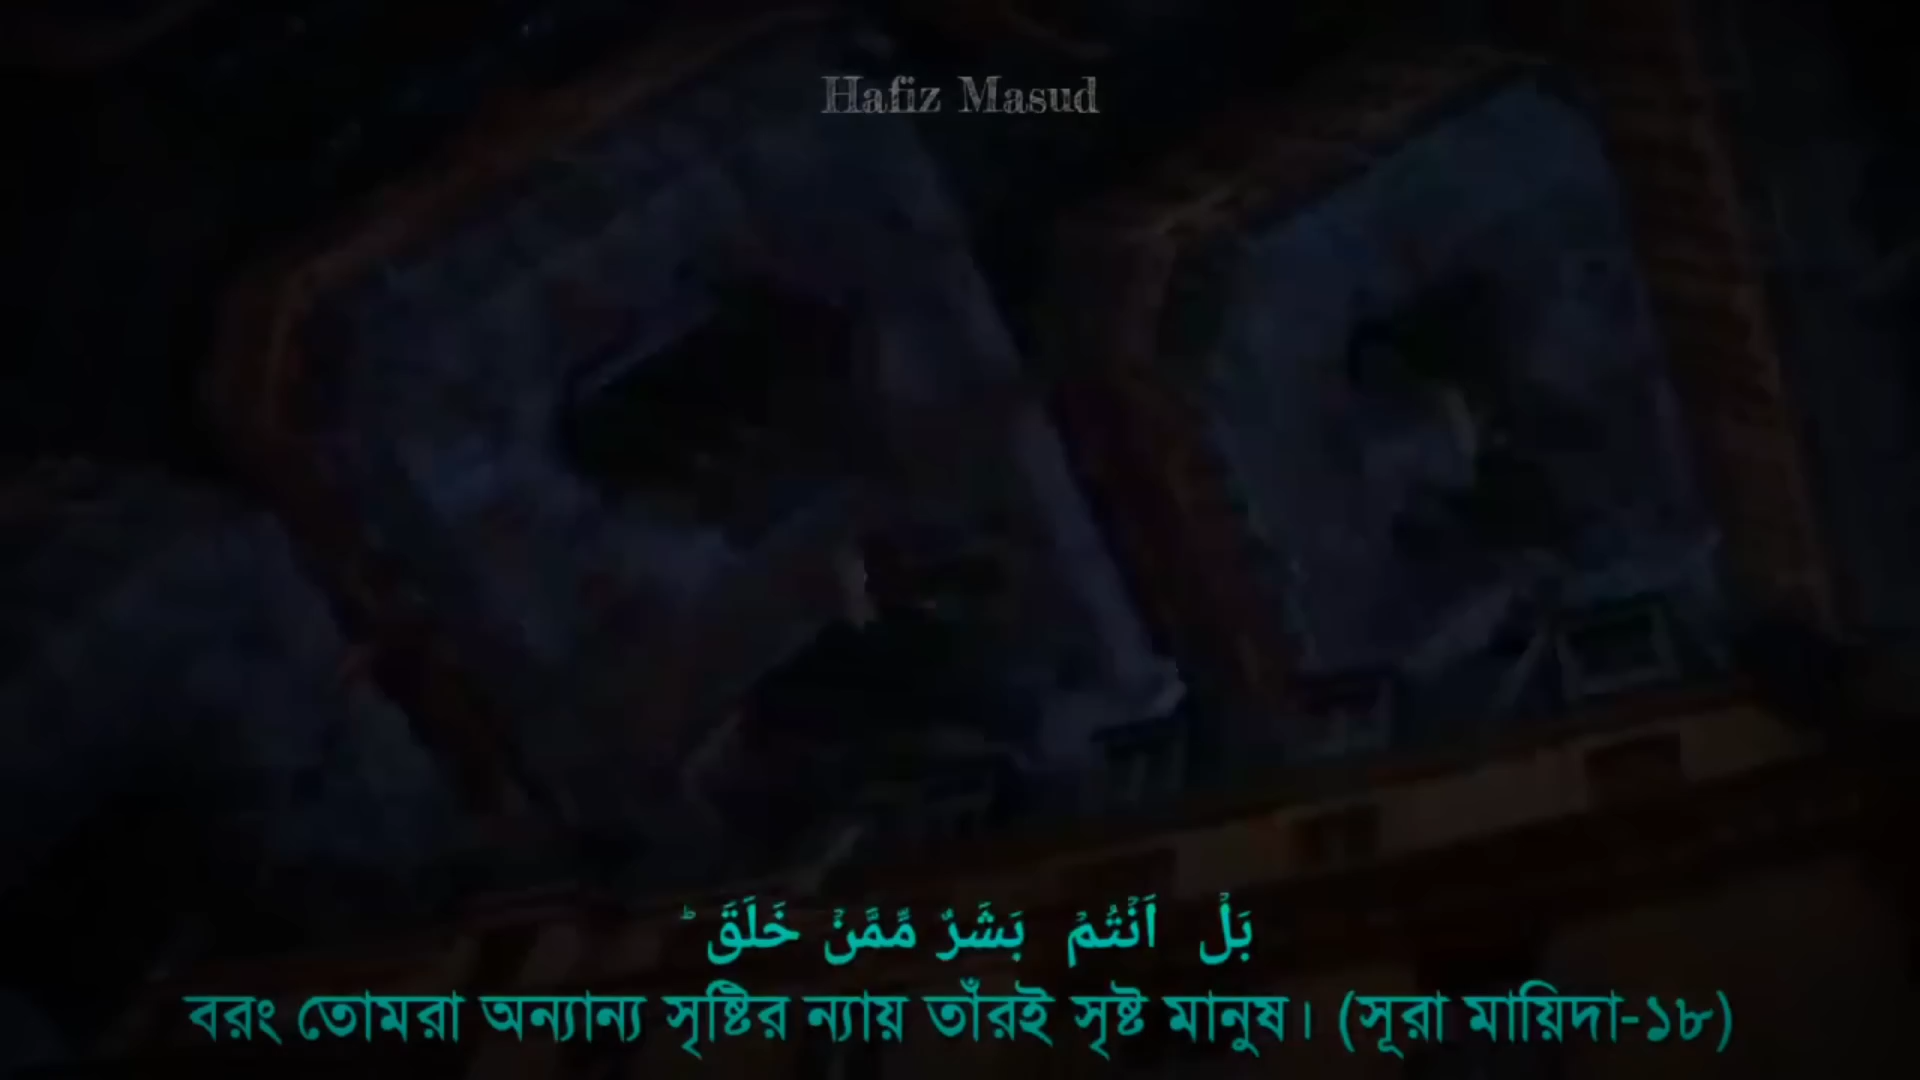 Hafiz Masud
بَلۡ اَنۡتُمۡ بَشَرٌ مِّمَّنۡ خَلَقَ ؕ
বরং তোমরা অন্যান্য সৃষ্টির ন্যায় তাঁরই সৃষ্ট মানুষ। (সূরা মায়িদা-১৮)